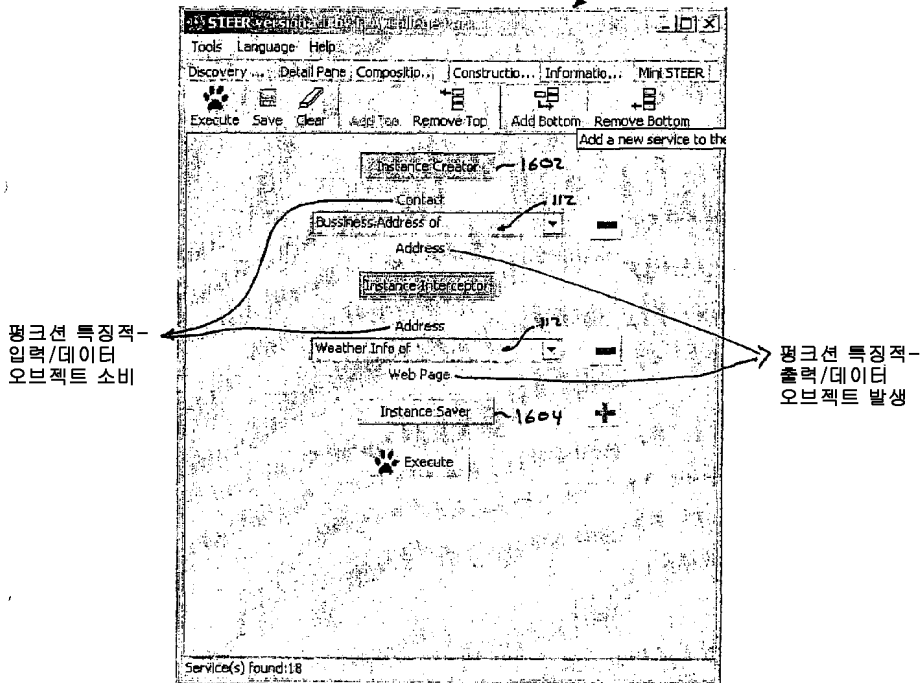 STEER version
Tools Language Help
Discovery ... Detail Pane Compositio... Constructio... Informatio... Mini STEER
Execute Save Clear Add Top Remove Top Add Bottom Remove Bottom
Add a new service to the
Instance Creator 1602
Contact
Bussiness Address of 112
Address
Instance Interceptor
Address
Weather Info of 112
Web Page
Instance Saver 1604
Execute
펑크션 특징적-
입력/데이터
오브젝트 소비
펑크션 특징적-
출력/데이터
오브젝트 발생
Service(s) found:18